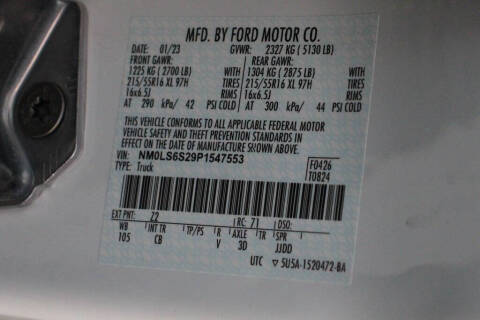 MFD. BY FORD MOTOR CO.
DATE: 01/23 GVWR: 2327 KG ( 5130 LB)
FRONT GAWR: REAR GAWR:
1225 KG ( 2700 LB) WITH 1304 KG ( 2875 LB) WITH
215/55R16 XL 97H TIRES 215/55R16 XL 97H TIRES
16x6.5J RIMS 16x6.5J RIMS
AT 290 kPa/ 42 PSI COLD AT 300 kPa/ 44 PSI COLD
THIS VEHICLE CONFORMS TO ALL APPLICABLE FEDERAL MOTOR
VEHICLE SAFETY AND THEFT PREVENTION STANDARDS IN
EFFECT ON THE DATE OF MANUFACTURE SHOWN ABOVE.
VIN: NM0LS6S29P1547553 F0426
TYPE: Truck T0824
EXT PNT: Z2 RC: 71 DSO:
WB INT TR TP/PS R AXLE TR SPR
105 CB V 3D JJDD
UTC ▽5U5A-1520472-BA